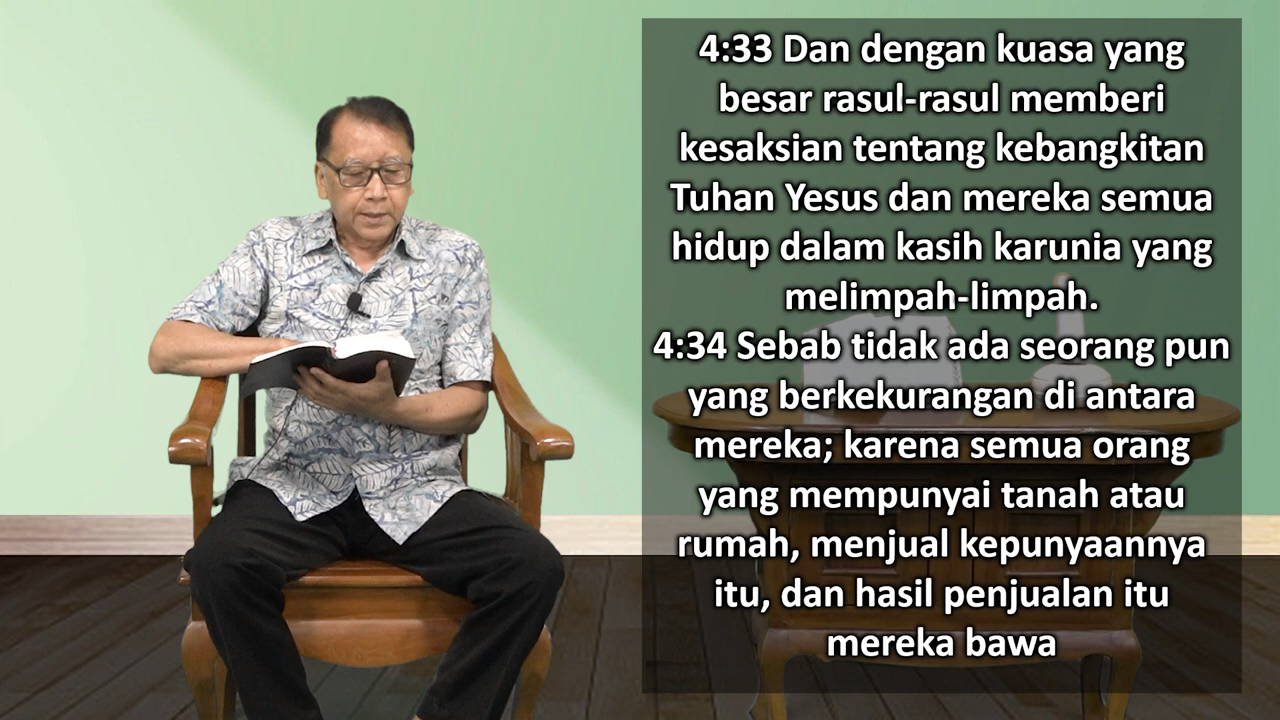 4:33 Dan dengan kuasa yang
besar rasul-rasul memberi
kesaksian tentang kebangkitan
Tuhan Yesus dan mereka semua
hidup dalam kasih karunia yang
melimpah-limpah.
4:34 Sebab tidak ada seorang pun
yang berkekurangan di antara
mereka; karena semua orang
yang mempunyai tanah atau
rumah, menjual kepunyaannya
itu, dan hasil penjualan itu
mereka bawa